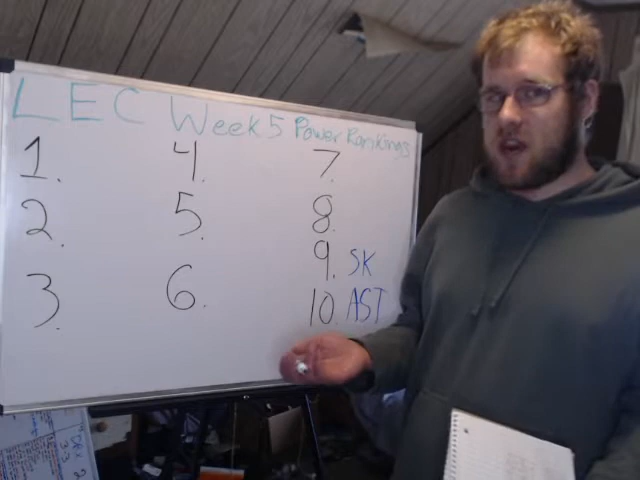 LEC Week 5 Power Rankings
1. 4. 7.
2. 5. 8.
3. 6. 9. SK
10. AST